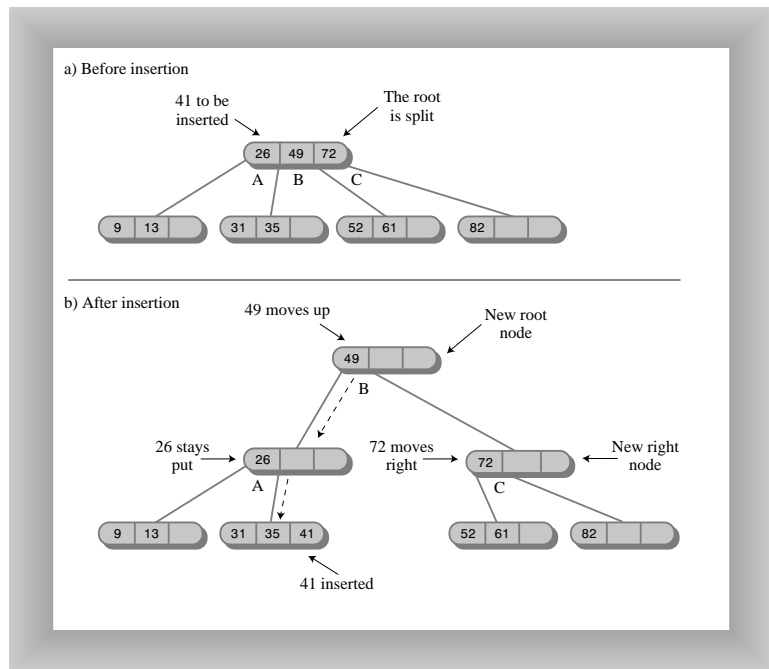 a) Before insertion
41 to be
inserted
The root
is split
26 49 72
A B C
9 13
31 35
52 61
82
b) After insertion
49 moves up
New root
node
49
B
26 stays
put
26
A
72 moves
right
72
C
New right
node
9 13
31 35 41
52 61
82
41 inserted